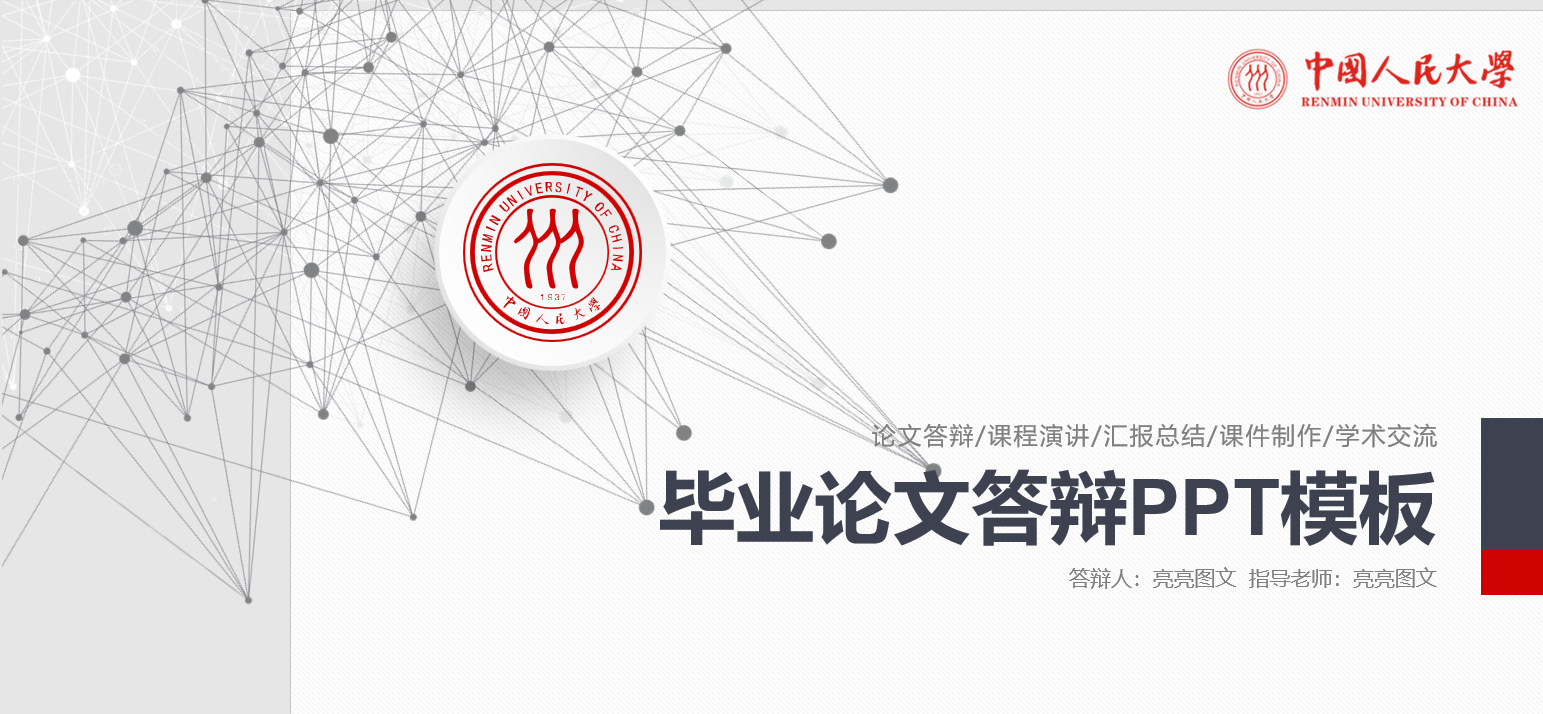 中國人民大學
RENMIN UNIVERSITY OF CHINA
RENMIN UNIVERSITY OF CHINA
1937
中國人民大學
论文答辩/课程演讲/汇报总结/课件制作/学术交流
毕业论文答辩PPT模板
答辩人：亮亮图文 指导老师：亮亮图文